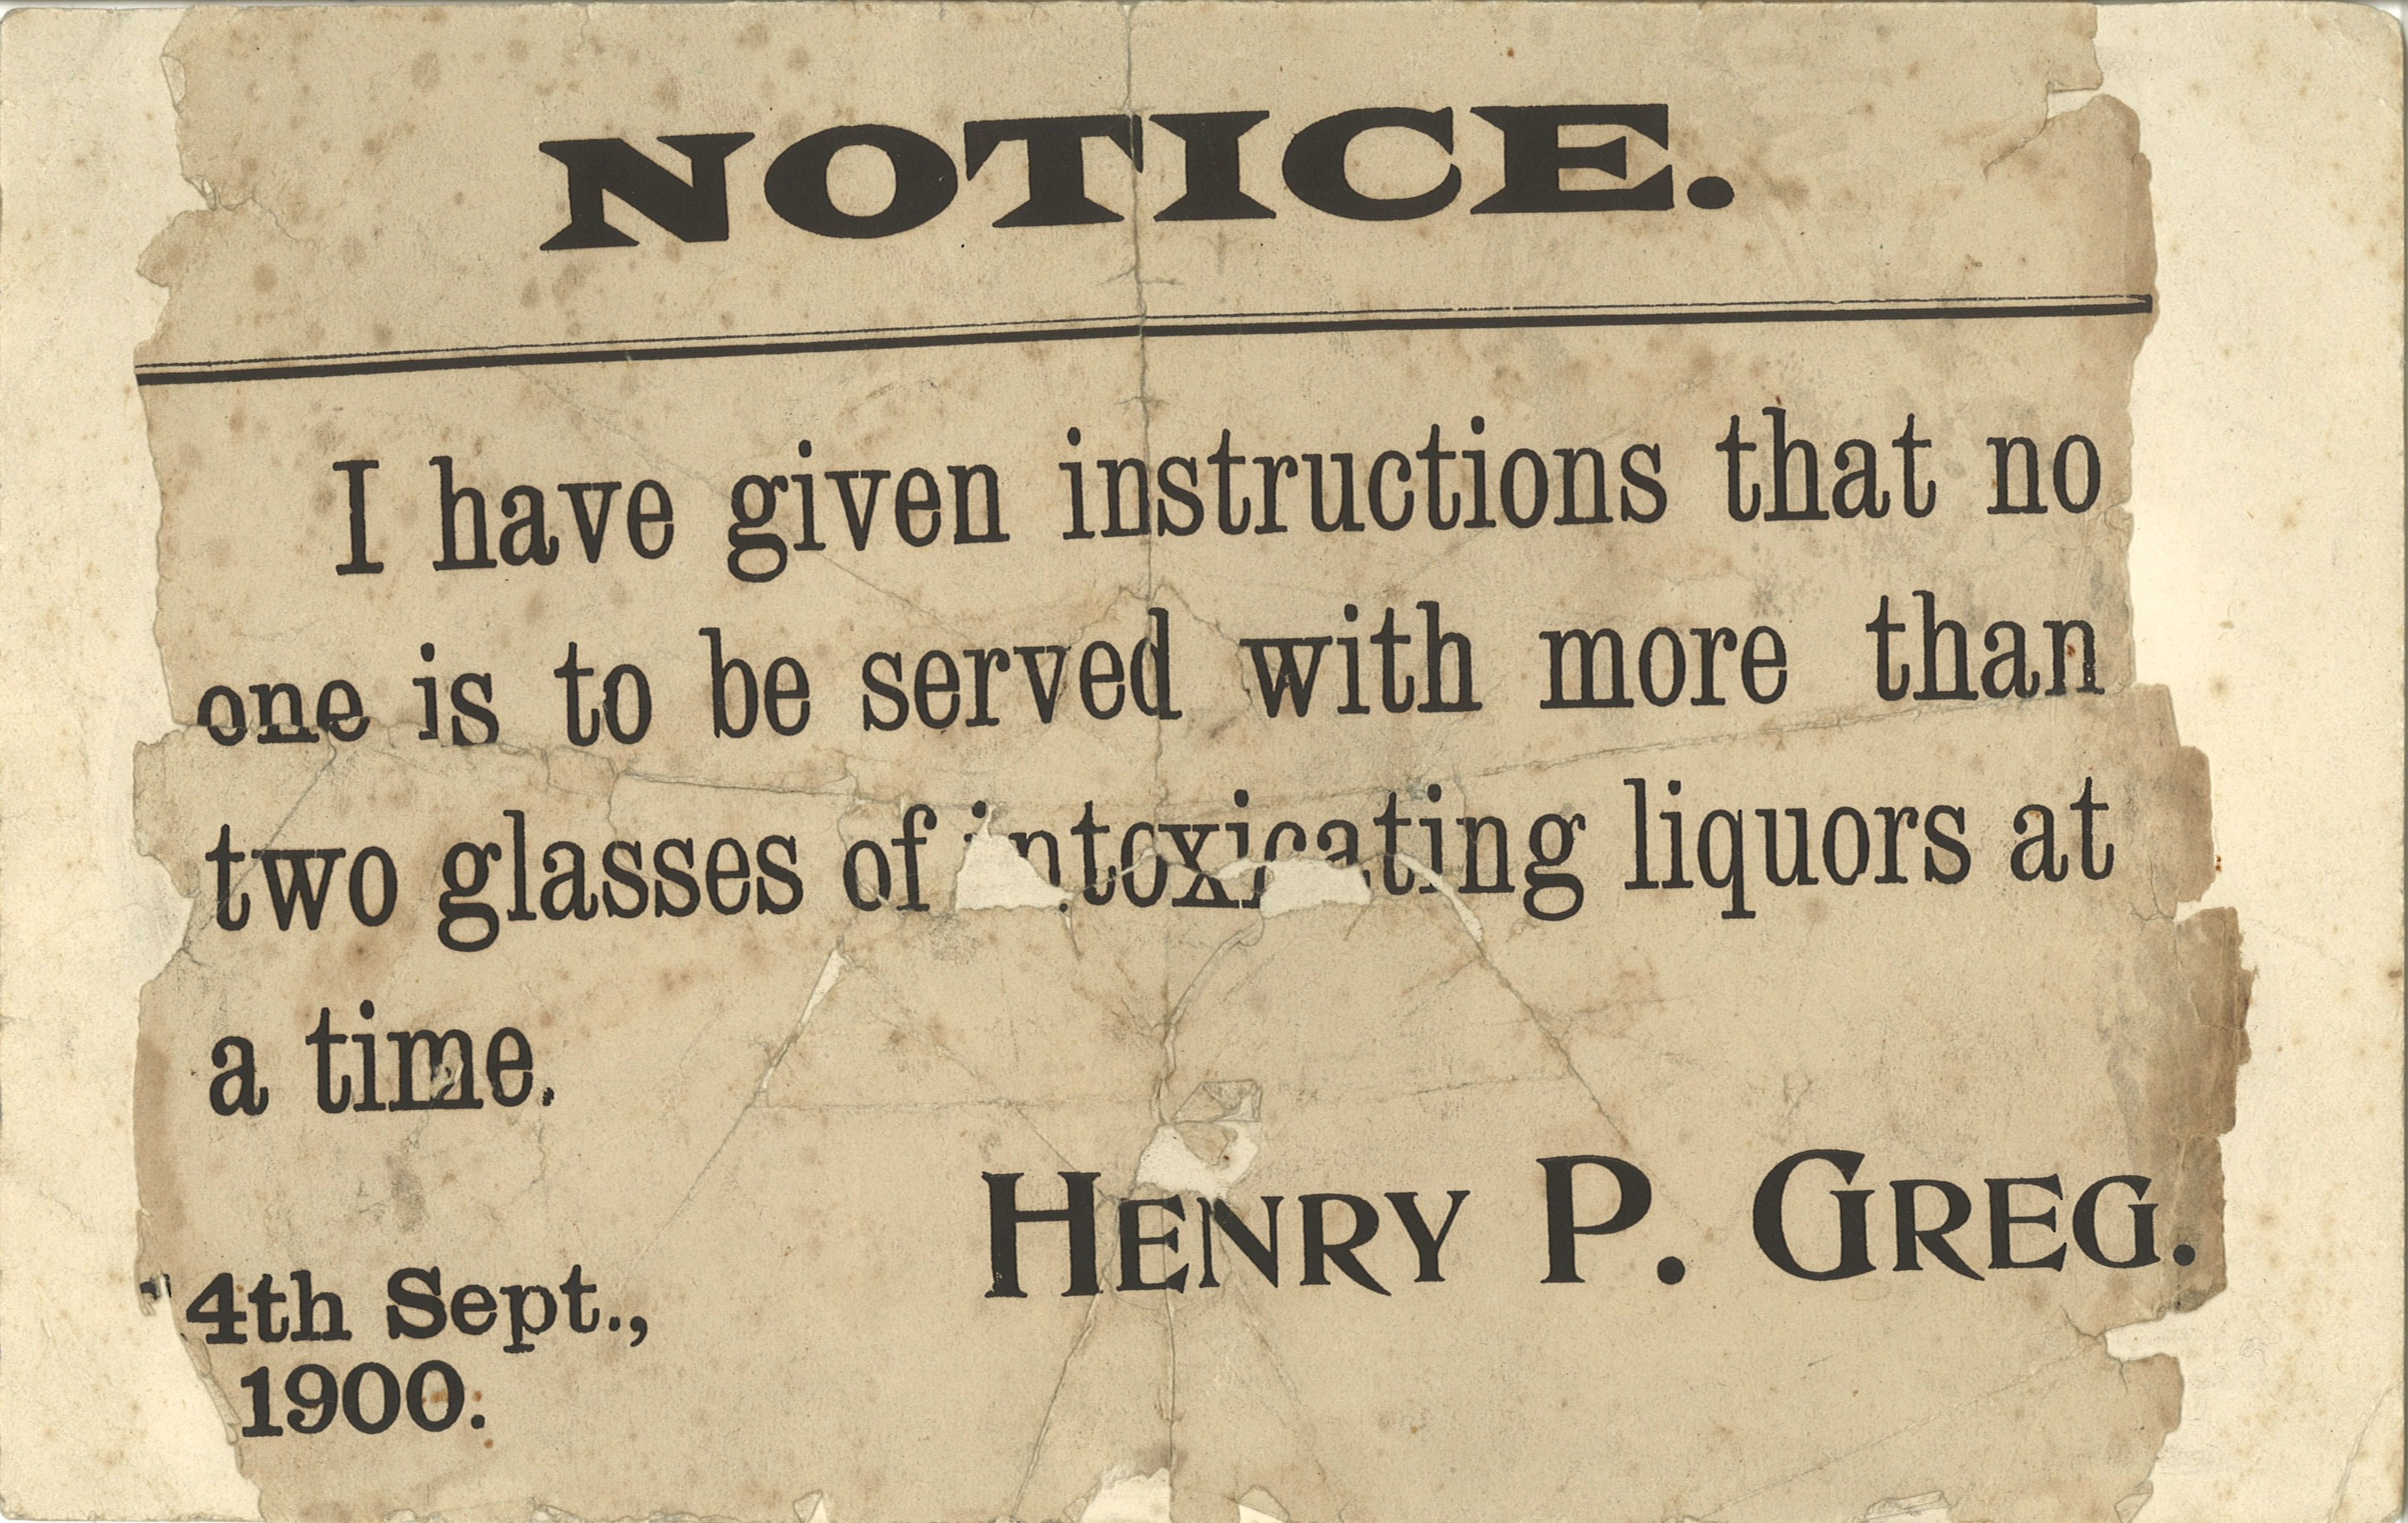 NOTICE.
I have given instructions that no
one is to be served with more than
two glasses of intoxicating liquors at
a time.
HENRY P. GREG.
4th Sept.,
1900.